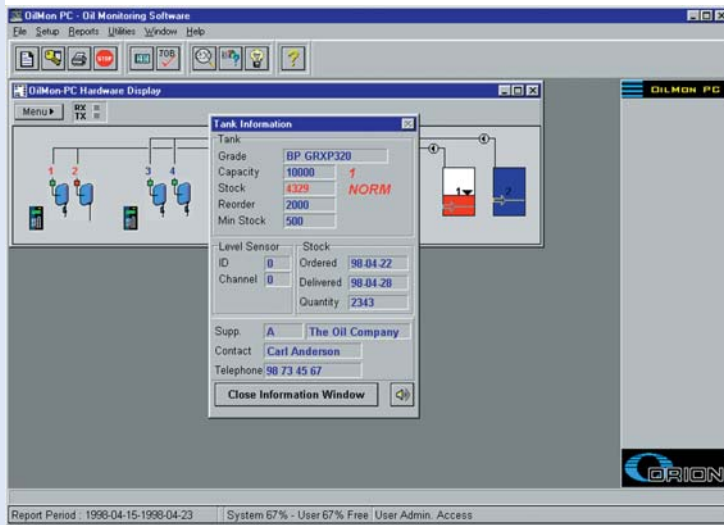 OilMon PC - Oil Monitoring Software
File Setup Reports Utilities Window Help
STOP
TOB
?
OilMon-PC Hardware Display
OILMON PC
Menu
RX
TX
1 2 3 4
1 2
Tank Information
Tank
Grade BP GRXP320
Capacity 10000 1
Stock 4329 NORM
Reorder 2000
Min Stock 500
Level Sensor Stock
ID 0 Ordered 98-04-22
Channel 0 Delivered 98-04-28
Quantity 2343
Supp. A The Oil Company
Contact Carl Anderson
Telephone 98 73 45 67
Close Information Window
ORION
Report Period : 1998-04-15-1998-04-23 System 67% - User 67% Free User Admin. Access